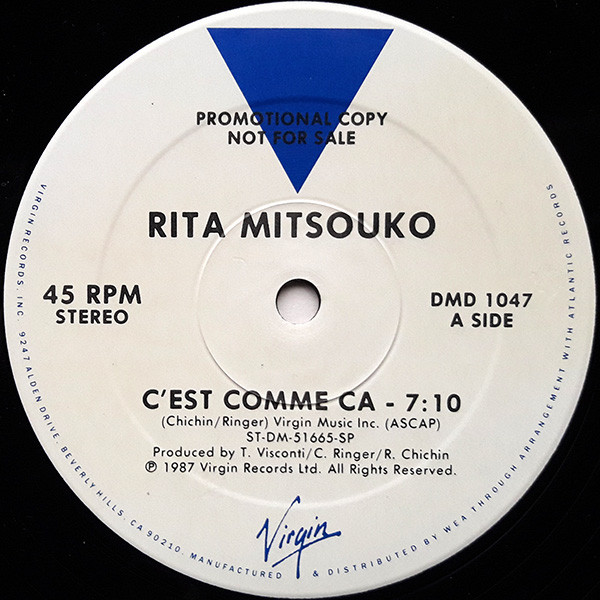 PROMOTIONAL COPY
NOT FOR SALE
RITA MITSOUKO
45 RPM
STEREO
DMD 1047
A SIDE
C'EST COMME CA - 7:10
(Chichin/Ringer) Virgin Music Inc. (ASCAP)
ST-DM-51665-SP
Produced by T. Visconti/C. Ringer/R. Chichin
℗ 1987 Virgin Records Ltd. All Rights Reserved.
Virgin
VIRGIN RECORDS, INC. 9247 ALDEN DRIVE, BEVERLY HILLS, CA 90210. MANUFACTURED & DISTRIBUTED BY WEA THROUGH ARRANGEMENT WITH ATLANTIC RECORDS